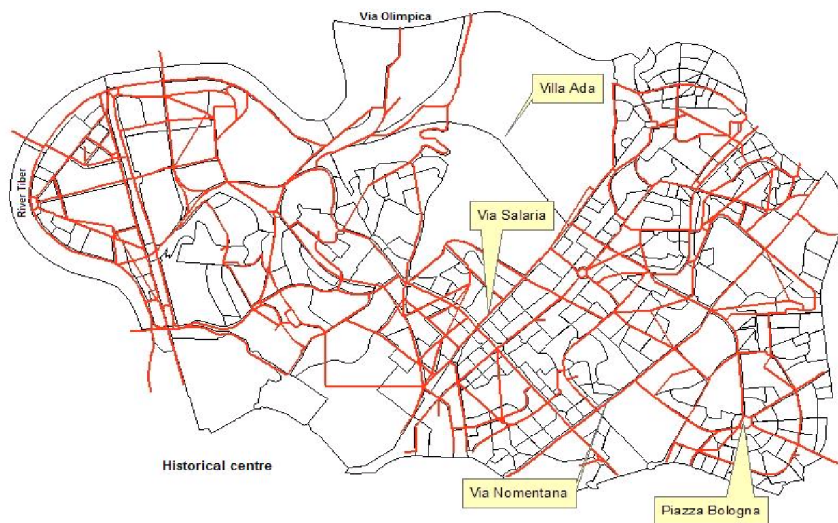 Via Olimpica
Villa Ada
River Tiber
Via Salaria
Historical centre
Via Nomentana
Piazza Bologna